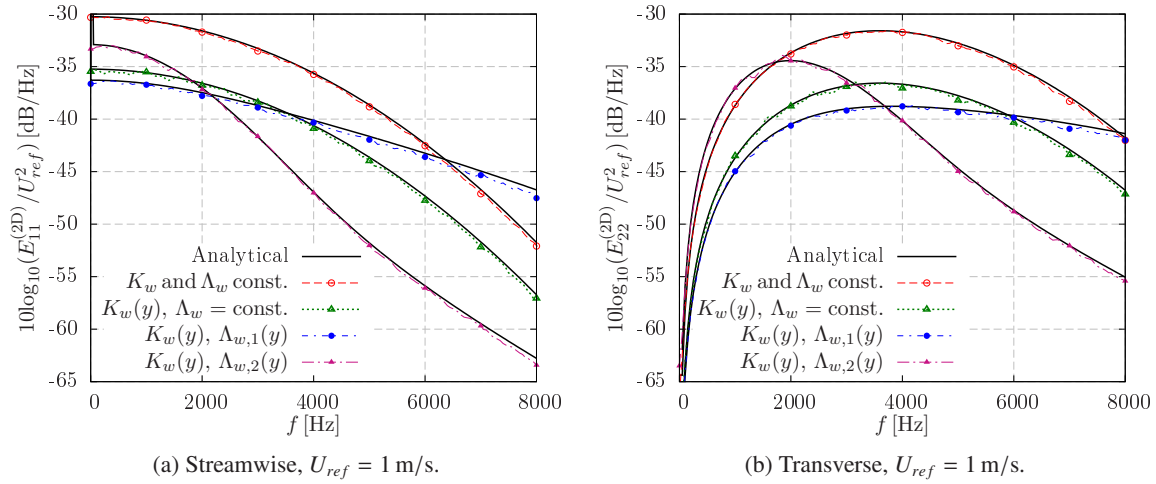 -30
-35
-40
-45
-50
-55
-60
-65
10log₁₀(E₁₁⁽²ᴰ⁾/U²ref) [dB/Hz]
Analytical
Kw and Λw const.
Kw(y), Λw = const.
Kw(y), Λw,1(y)
Kw(y), Λw,2(y)
0 2000 4000 6000 8000
f [Hz]
(a) Streamwise, Uref = 1 m/s.
-30
-35
-40
-45
-50
-55
-60
-65
10log₁₀(E₂₂⁽²ᴰ⁾/U²ref) [dB/Hz]
Analytical
Kw and Λw const.
Kw(y), Λw = const.
Kw(y), Λw,1(y)
Kw(y), Λw,2(y)
0 2000 4000 6000 8000
f [Hz]
(b) Transverse, Uref = 1 m/s.